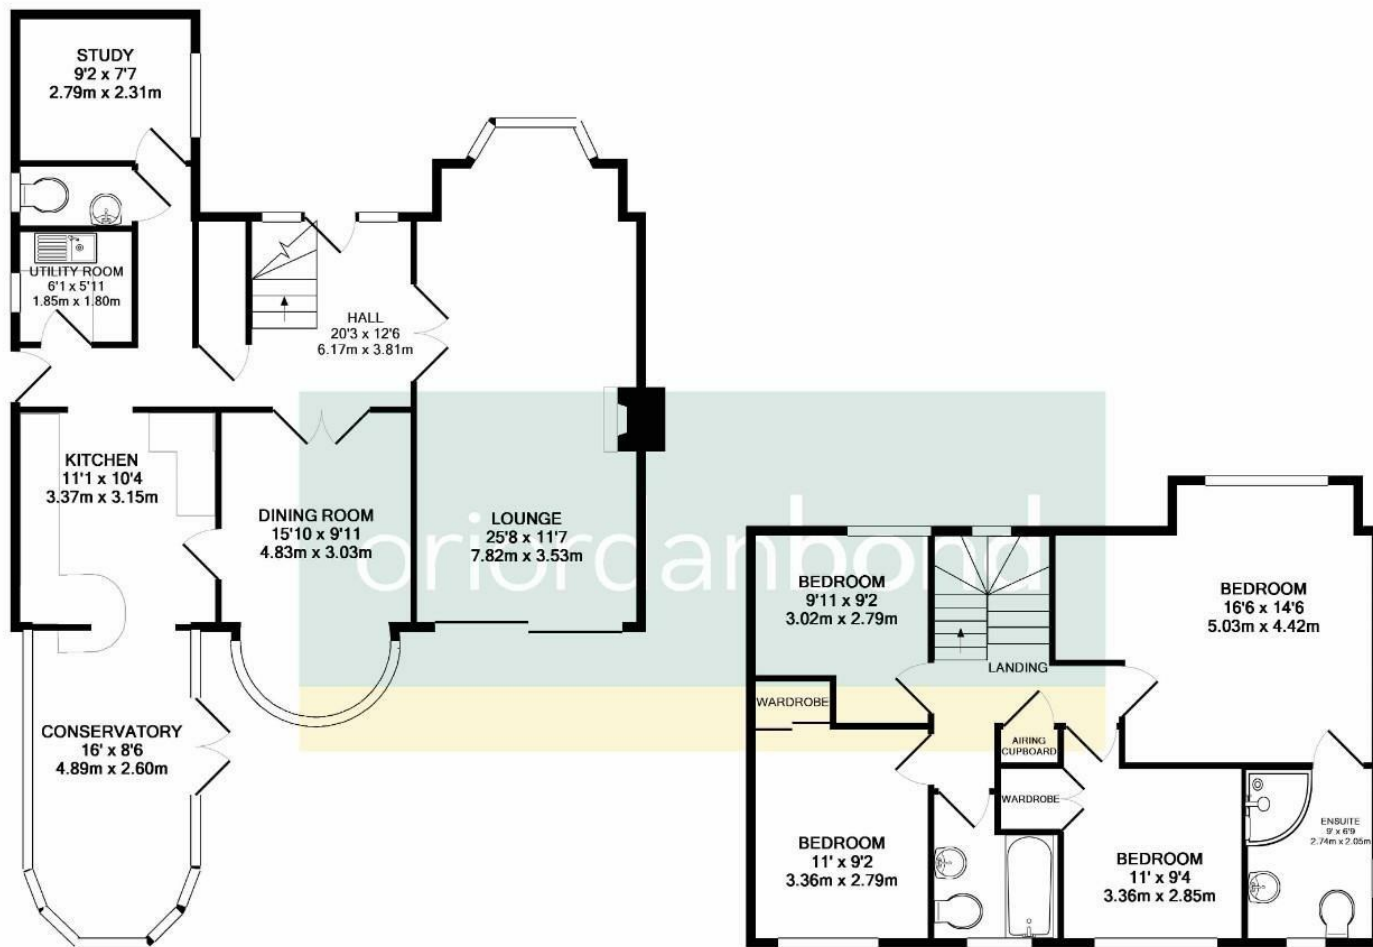 STUDY
9'2 x 7'7
2.79m x 2.31m
UTILITY ROOM
6'1 x 5'11
1.85m x 1.80m
HALL
20'3 x 12'6
6.17m x 3.81m
KITCHEN
11'1 x 10'4
3.37m x 3.15m
DINING ROOM
15'10 x 9'11
4.83m x 3.03m
LOUNGE
25'8 x 11'7
7.82m x 3.53m
oriordanbond
CONSERVATORY
16' x 8'6
4.89m x 2.60m
BEDROOM
9'11 x 9'2
3.02m x 2.79m
LANDING
BEDROOM
16'6 x 14'6
5.03m x 4.42m
WARDROBE
AIRING
CUPBOARD
WARDROBE
BEDROOM
11' x 9'2
3.36m x 2.79m
BEDROOM
11' x 9'4
3.36m x 2.85m
ENSUITE
9' x 6'9
2.74m x 2.05m